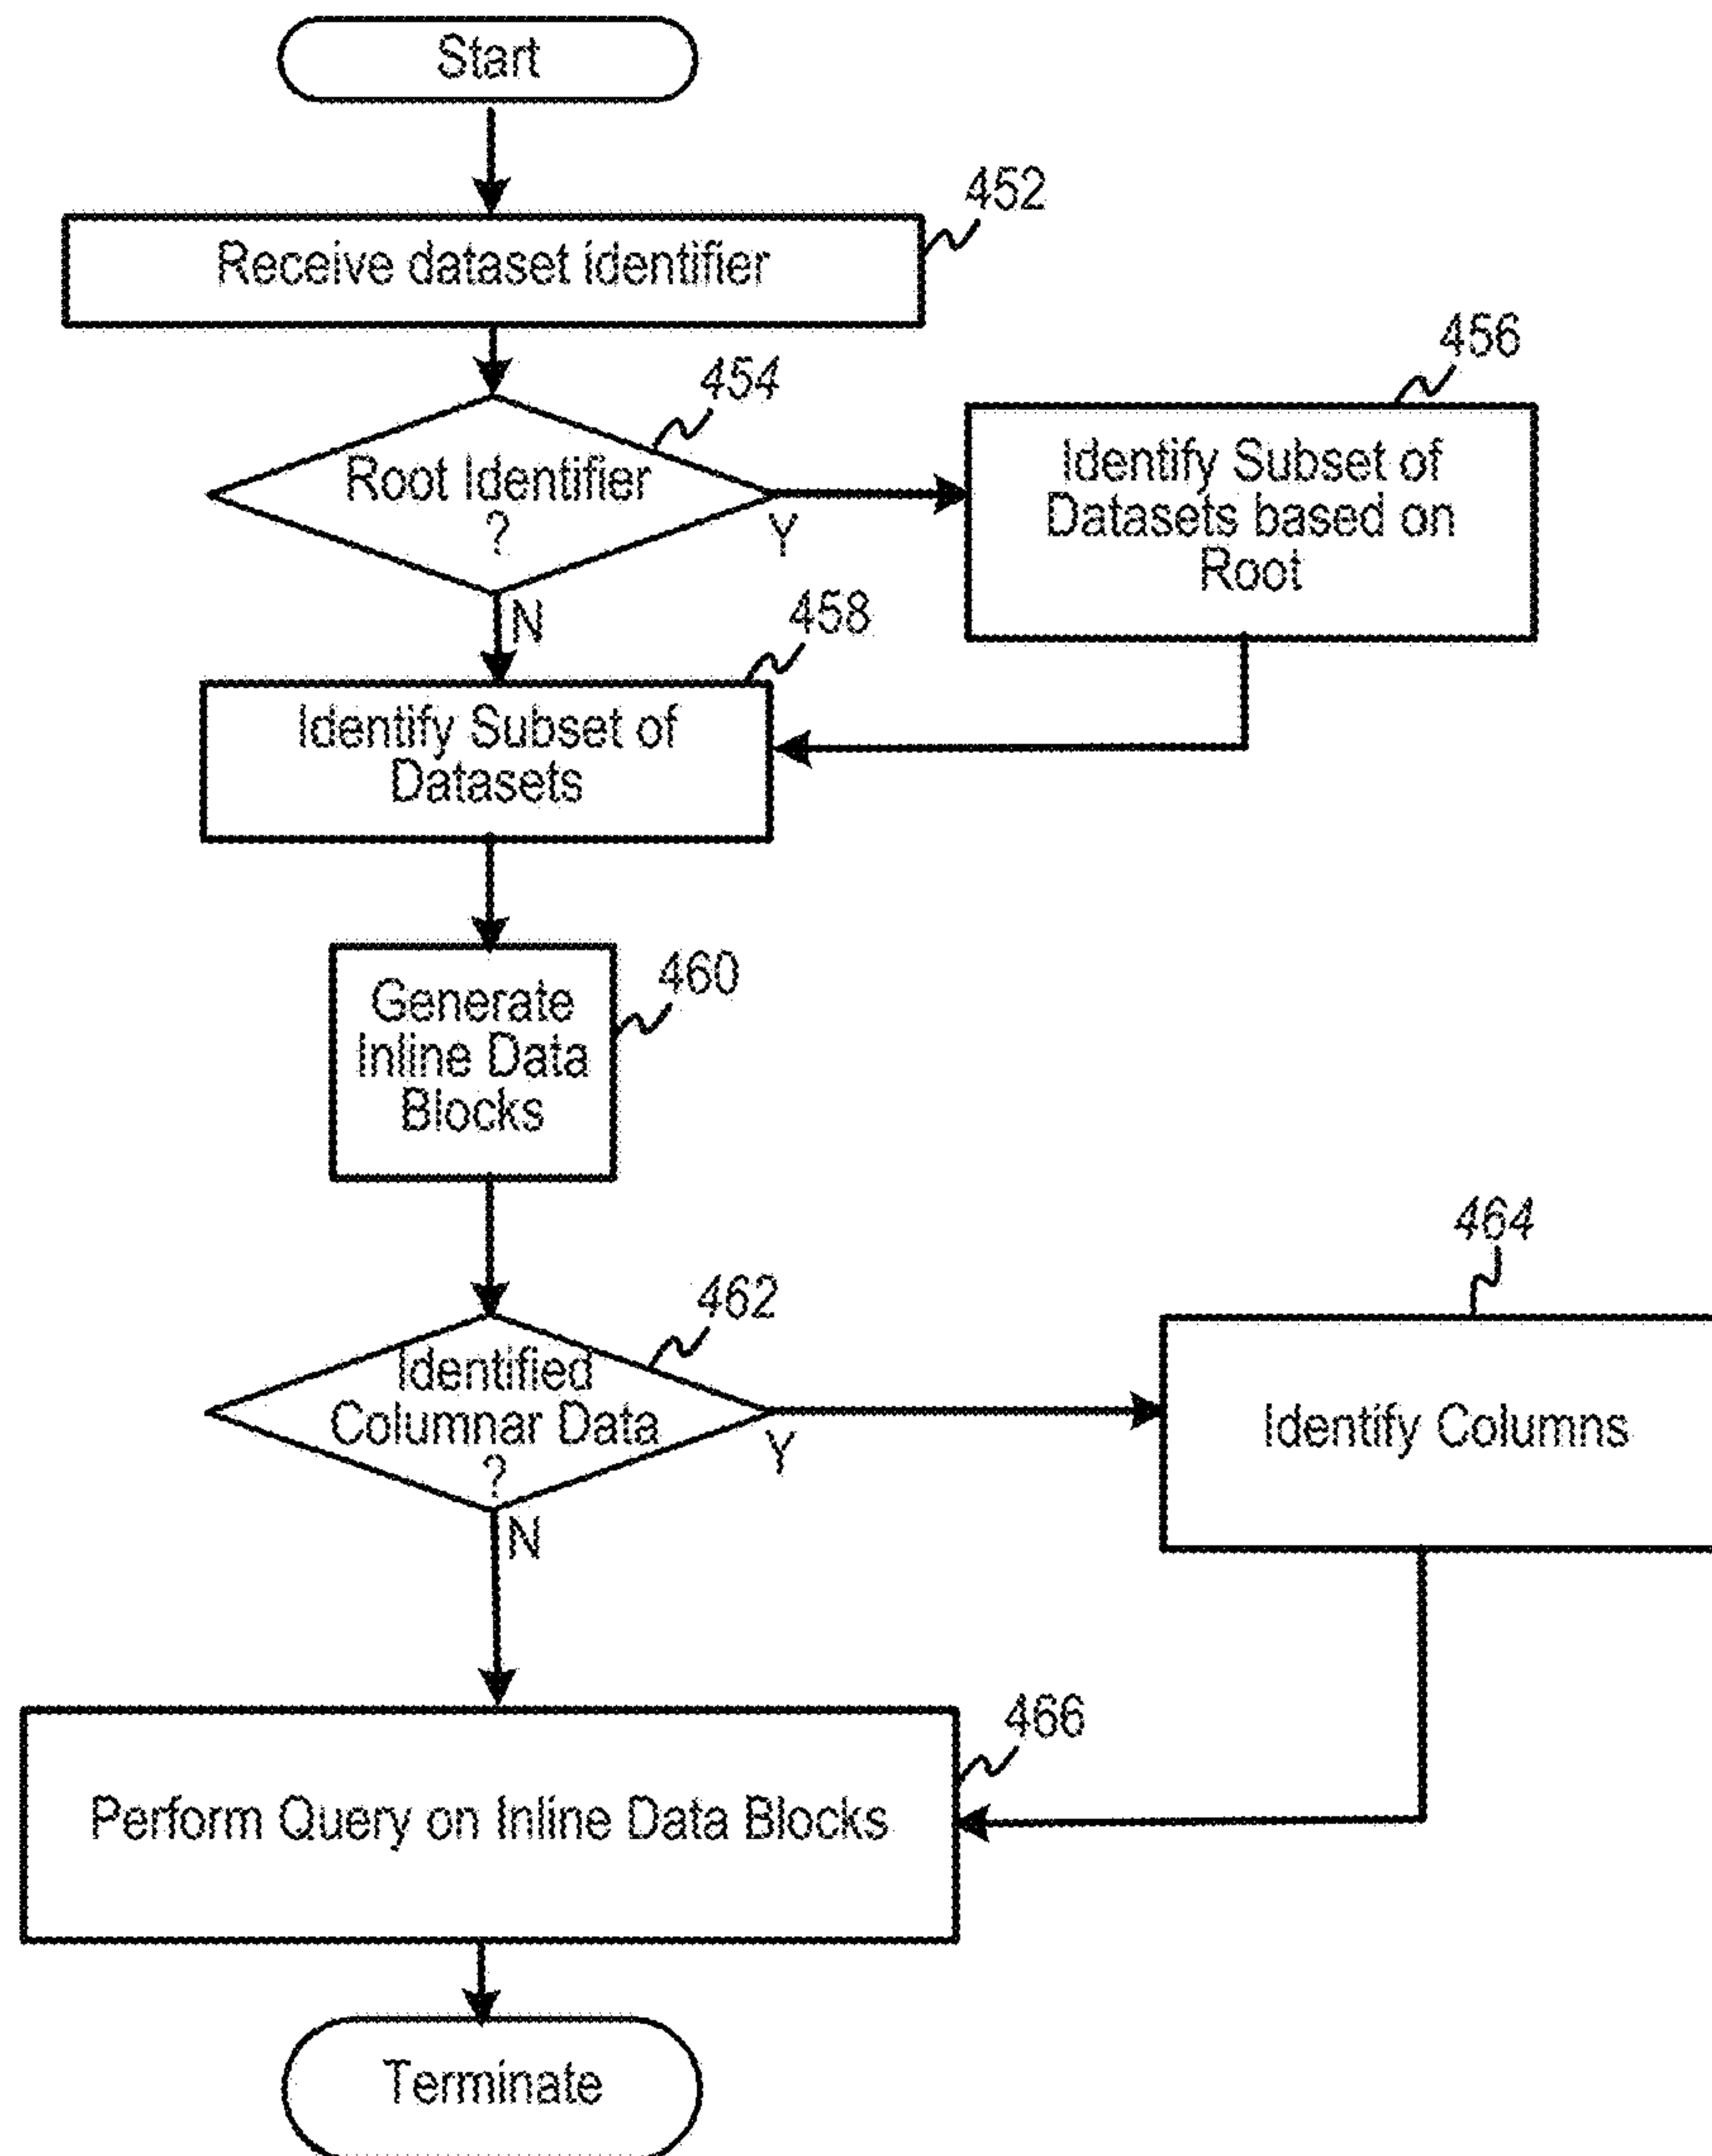 Start
452
Receive dataset identifier
454
456
Root Identifier
?
Y
Identify Subset of
Datasets based on
Root
N
458
Identify Subset of
Datasets
460
Generate
Inline Data
Blocks
462
464
Identified
Columnar Data
?
Y
Identify Columns
N
466
Perform Query on Inline Data Blocks
Terminate